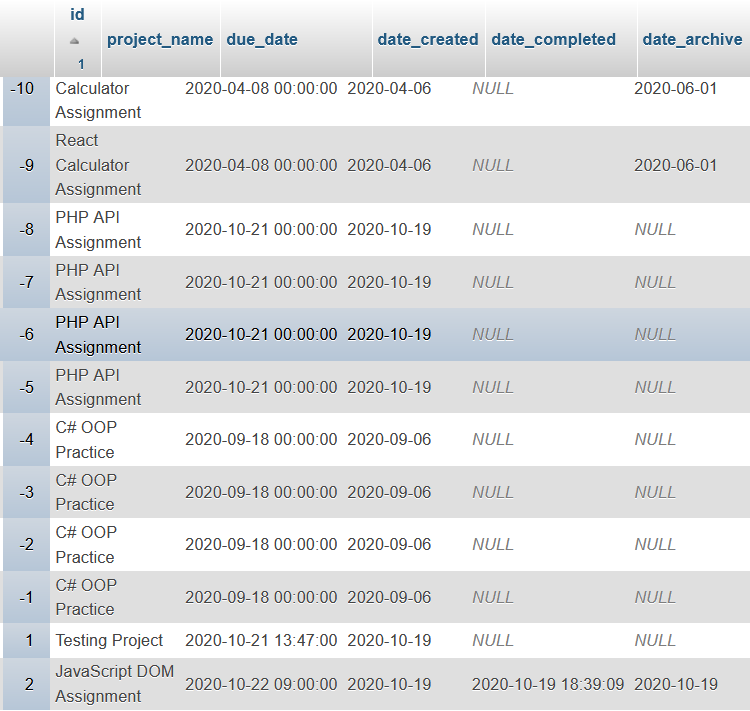 id
project_name due_date date_created date_completed date_archive
1
-10 Calculator 2020-04-08 00:00:00 2020-04-06 NULL 2020-06-01
Assignment
React
-9 Calculator 2020-04-08 00:00:00 2020-04-06 NULL 2020-06-01
Assignment
PHP API
-8 2020-10-21 00:00:00 2020-10-19 NULL NULL
Assignment
PHP API
-7 2020-10-21 00:00:00 2020-10-19 NULL NULL
Assignment
PHP API
-6 2020-10-21 00:00:00 2020-10-19 NULL NULL
Assignment
PHP API
-5 2020-10-21 00:00:00 2020-10-19 NULL NULL
Assignment
C# OOP
-4 2020-09-18 00:00:00 2020-09-06 NULL NULL
Practice
C# OOP
-3 2020-09-18 00:00:00 2020-09-06 NULL NULL
Practice
C# OOP
-2 2020-09-18 00:00:00 2020-09-06 NULL NULL
Practice
C# OOP
-1 2020-09-18 00:00:00 2020-09-06 NULL NULL
Practice
1 Testing Project 2020-10-21 13:47:00 2020-10-19 NULL NULL
JavaScript DOM
2 2020-10-22 09:00:00 2020-10-19 2020-10-19 18:39:09 2020-10-19
Assignment